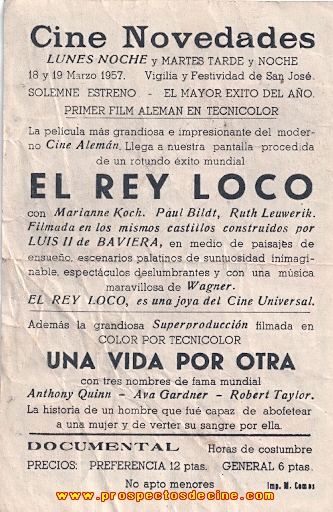 Cine Novedades
LUNES NOCHE y MARTES TARDE y NOCHE
18 y 19 Marzo 1957. Vigilia y Festividad de San José.
SOLEMNE ESTRENO - EL MAYOR EXITO DEL AÑO.
PRIMER FILM ALEMAN EN TECNICOLOR
La película más grandiosa e impresionante del moder-
no Cine Alemán. Llega a nuestra pantalla procedida
de un rotundo éxito mundial
EL REY LOCO
con Marianne Koch. Paul Bildt, Ruth Leuwerik.
Filmada en los mismos castillos construidos por
LUIS II de BAVIERA, en medio de paisajes de
ensueño, escenarios palatinos de suntuosidad inimagi-
nable, espectáculos deslumbrantes y con una música
maravillosa de Wagner.
EL REY LOCO, es una joya del Cine Universal.
Además la grandiosa Superproducción filmada en
COLOR POR TECNICOLOR
UNA VIDA POR OTRA
con tres nombres de fama mundial
Anthony Quinn - Ava Gardner - Robert Taylor.
La historia de un hombre que fué capaz de abofetear
a una mujer y de verter su sangre por ella.
DOCUMENTAL Horas de costumbre
PRECIOS: PREFERENCIA 12 ptas. GENERAL 6 ptas.
No apto menores Imp. M. Comas
www.prospectosdecine.com